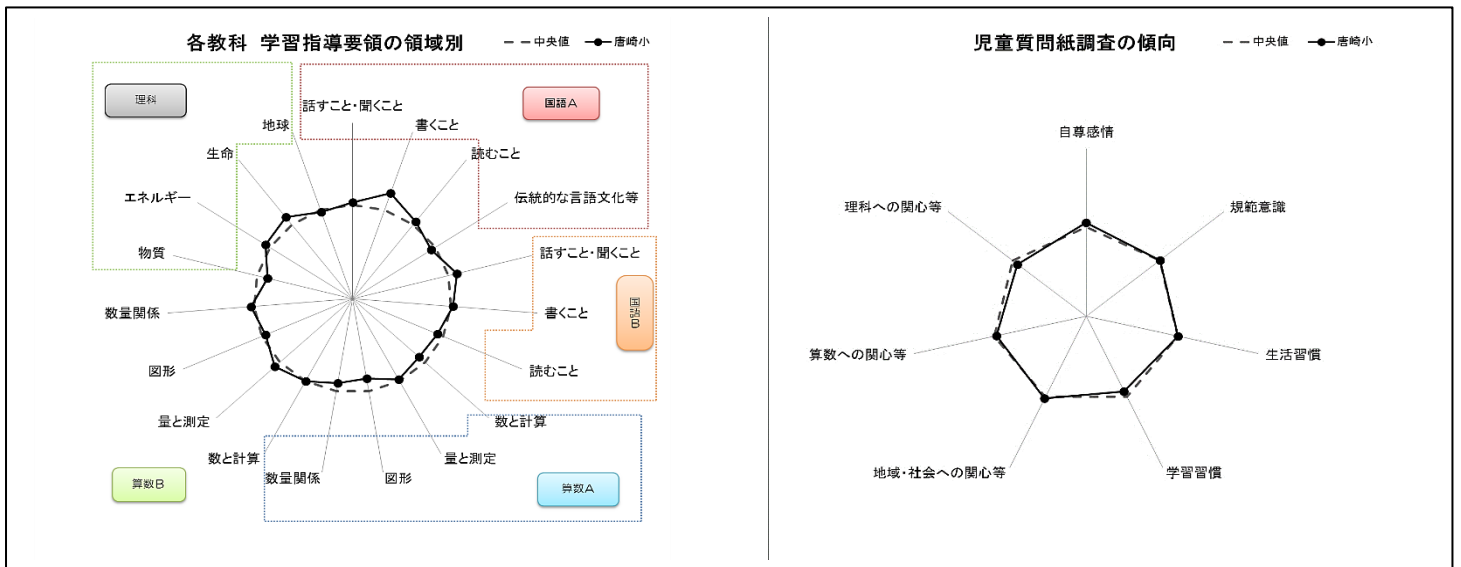 各教科 学習指導要領の領域別
中央値
唐崎小
理科
国語A
話すこと・聞くこと
書くこと
読むこと
伝統的な言語文化等
国語B
話すこと・聞くこと
書くこと
読むこと
数と計算
量と測定
図形
数量関係
算数A
数と計算
量と測定
図形
数量関係
算数B
物質
エネルギー
生命
地球
児童質問紙調査の傾向
中央値
唐崎小
自尊感情
規範意識
生活習慣
学習習慣
地域・社会への関心等
算数への関心等
理科への関心等